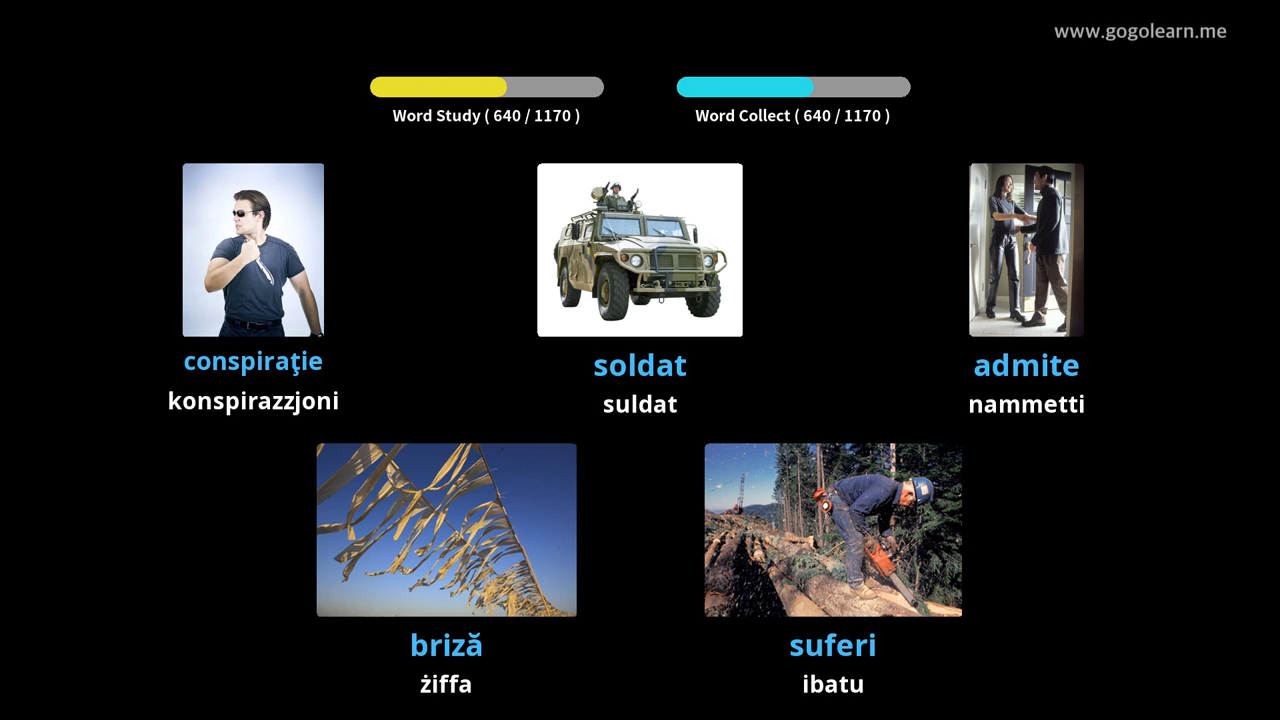 www.gogolearn.me
Word Study ( 640 / 1170 )
Word Collect ( 640 / 1170 )
conspiraţie
konspirazzjoni
soldat
suldat
admite
nammetti
briză
żiffa
suferi
ibatu